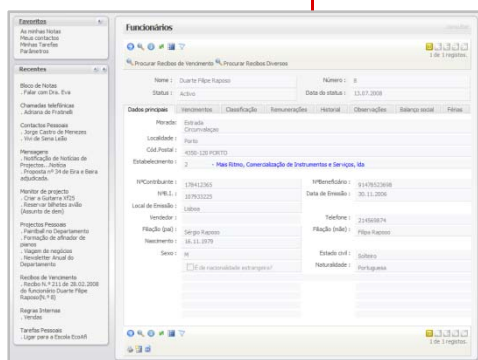 Favoritos
As minhas Notas
Meus contactos
Minhas Tarefas
Parâmetros
Recentes
Bloco de Notas
. Falar com Dra. Eva
Chamadas telefónicas
. Adriana de Fratinelli
Contactos Pessoais
. Jorge Castro de Menezes
. Vivi de Sena Leão
Mensagens
. Notificação de Notícias de
Projectos...Notícia
. Proposta nº 34 da Eira e Beira
adjudicada.
Monitor de projecto
. Criar a Guitarra Xf25
. Reservar bilhetes avião
(Assunto de dem)
Projectos Pessoais
. Paintball no Departamento
. Formação de afinador de
pianos
. Viagem de negócios
. Newsletter Anual do
Departamento
Recibos de Vencimento
. Recibo N.º 211 de 28.02.2008
do funcionário Duarte Filipe
Raposo(N.º 8)
Regras Internas
. Vendas
Tarefas Pessoais
. Ligar para a Escola EcoAfi
Funcionários
1 de 1 registos.
Procurar Recibos de Vencimento Procurar Recibos Diversos
Nome : Duarte Filipe Raposo Número : 8
Status : Activo Data do status : 13.07.2008
Dados principais Vencimentos Classificação Remunerações Historial Observações Balanço social Férias
Morada: Estrada
Circunvalaçao
Localidade : Porto
Cód.Postal : 4350-120 PORTO
Estabelecimento : 2 - Mais Ritmo, Comercialização de Instrumentos e Serviços, lda
NºContribuinte : 178412365 NºBeneficiário : 01478523698
NºB.I. : 107933225 Data de Emissão : 30.11.2006
Local de Emissão : Lisboa
Vendedor : Telefone : 214569874
Filiação (pai) : Sérgio Raposo Filiação (mãe) : Filipa Raposo
Nascimento : 16.11.1979
Sexo : M Estado civil : Solteiro
É de nacionalidade estrangeira? Naturalidade : Portuguesa
1 de 1 registos.